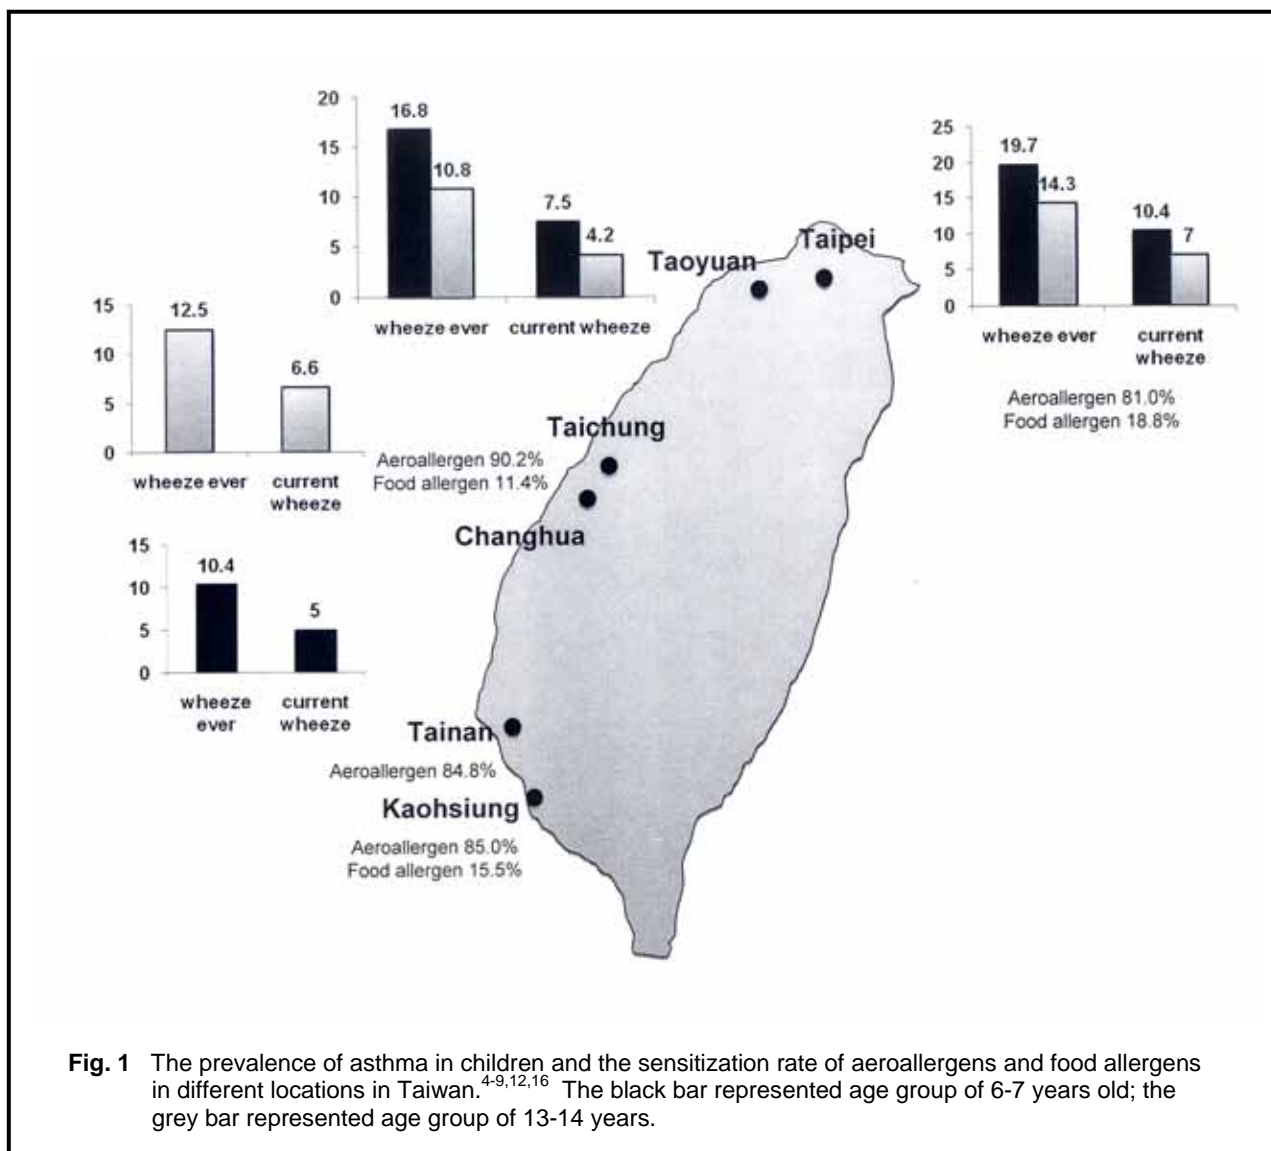 20
15
10
5
0
16.8
10.8
7.5
4.2
wheeze ever current wheeze
25
20
15
10
5
0
19.7
14.3
10.4
7
wheeze ever current
wheeze
Aeroallergen 81.0%
Food allergen 18.8%
Taipei
Taoyuan
15
10
5
0
12.5
6.6
wheeze ever current
wheeze
Taichung
Aeroallergen 90.2%
Food allergen 11.4%
Changhua
15
10
5
0
10.4
5
wheeze current
ever wheeze
Tainan
Aeroallergen 84.8%
Kaohsiung
Aeroallergen 85.0%
Food allergen 15.5%
Fig. 1 The prevalence of asthma in children and the sensitization rate of aeroallergens and food allergens
in different locations in Taiwan.4-9,12,16 The black bar represented age group of 6-7 years old; the
grey bar represented age group of 13-14 years.